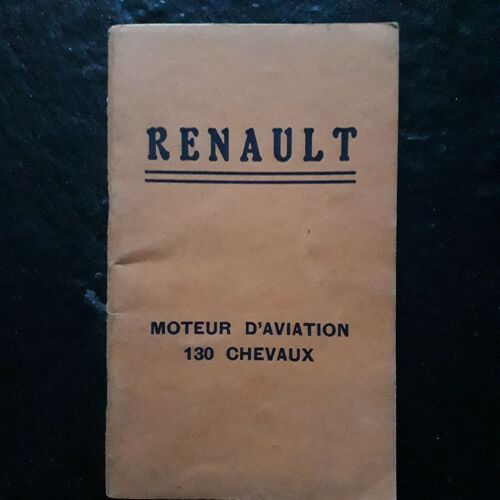 RENAULT
MOTEUR D'AVIATION
130 CHEVAUX